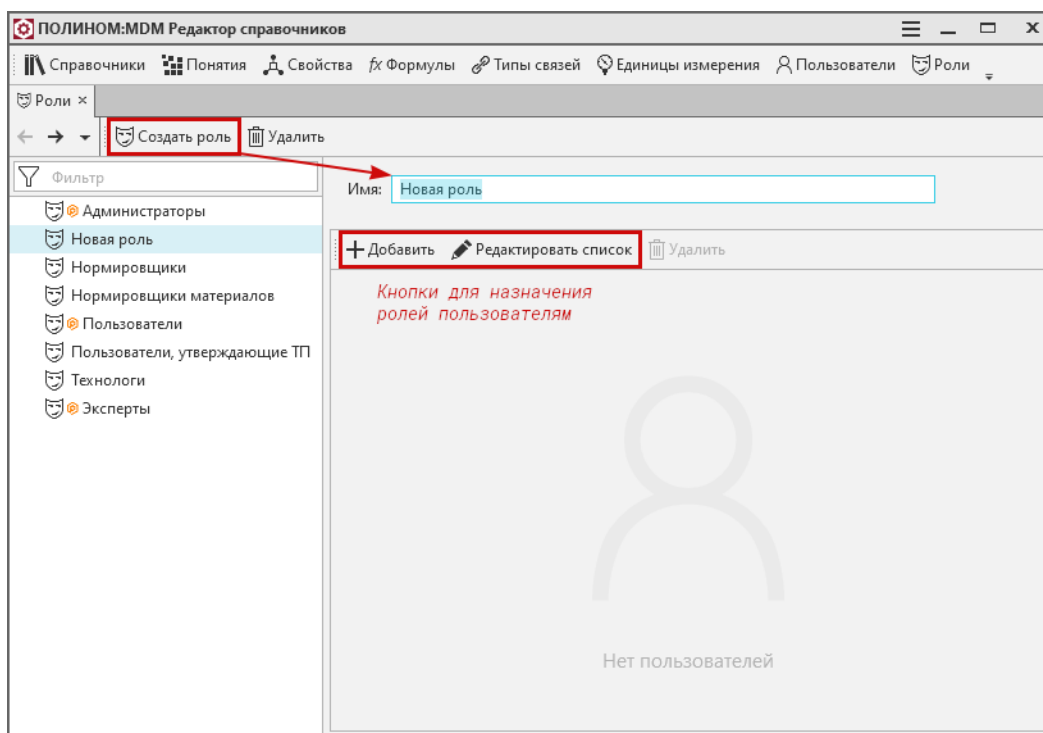 ПОЛИНОМ:MDM Редактор справочников
Справочники Понятия Свойства fx Формулы Типы связей Единицы измерения Пользователи Роли
Роли ×
Создать роль Удалить
Фильтр
Имя: Новая роль
Администраторы
Новая роль
Нормировщики
Нормировщики материалов
Пользователи
Пользователи, утверждающие ТП
Технологи
Эксперты
Добавить Редактировать список Удалить
Кнопки для назначения
ролей пользователям
Нет пользователей